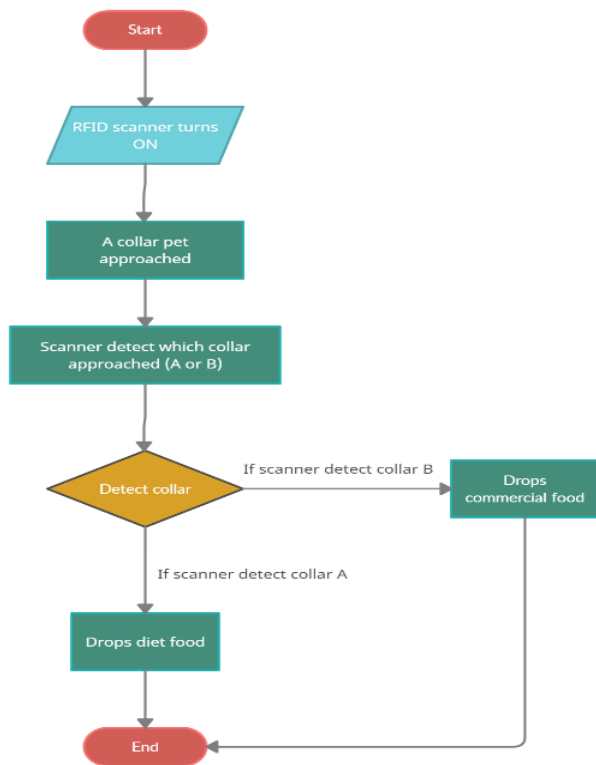 Start
RFID scanner turns
ON
A collar pet
approached
Scanner detect which collar
approached (A or B)
Detect collar
If scanner detect collar B
Drops
commercial food
If scanner detect collar A
Drops diet food
End